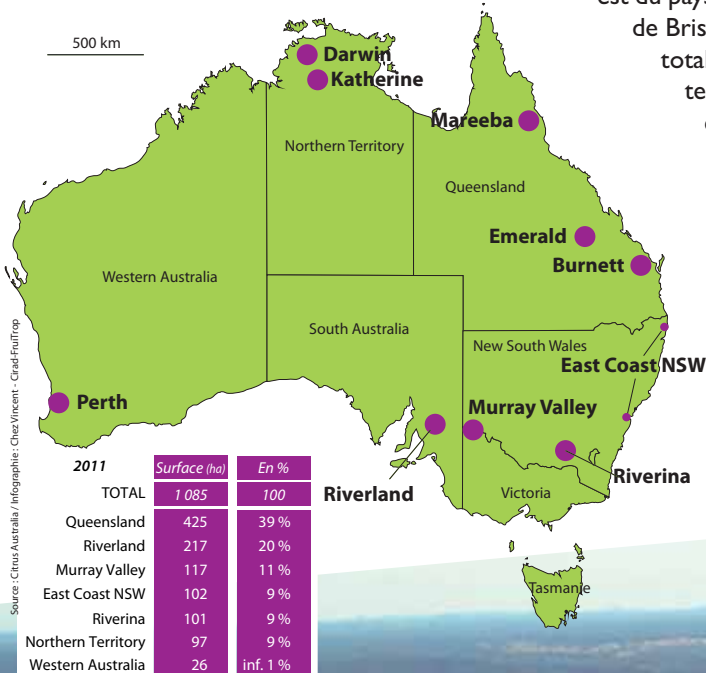 est du pays
de Bris
total
te
500 km
Darwin
Katherine
Mareeba
Northern Territory
Queensland
Emerald
Burnett
Western Australia
South Australia
New South Wales
East Coast NSW
Perth
Murray Valley
Riverland
Riverina
Victoria
Tasmanie
2011 Surface (ha) En %
TOTAL 1 085 100
Queensland 425 39 %
Riverland 217 20 %
Murray Valley 117 11 %
East Coast NSW 102 9 %
Riverina 101 9 %
Northern Territory 97 9 %
Western Australia 26 inf. 1 %
Source : Citrus Australia / Infographie : Chez Vincent - Cirad-FruiTrop